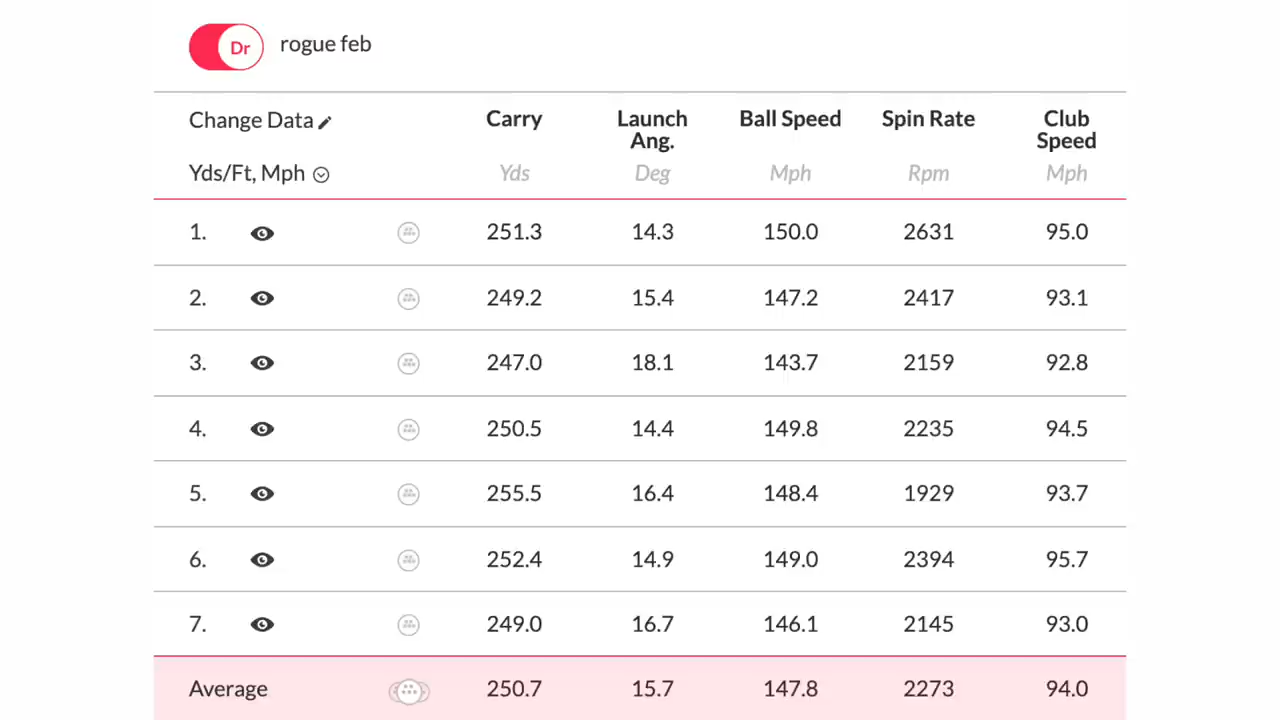 Dr rogue feb
Change Data Carry Launch Ang. Ball Speed Spin Rate Club Speed
Yds/Ft, Mph Yds Deg Mph Rpm Mph
1. 251.3 14.3 150.0 2631 95.0
2. 249.2 15.4 147.2 2417 93.1
3. 247.0 18.1 143.7 2159 92.8
4. 250.5 14.4 149.8 2235 94.5
5. 255.5 16.4 148.4 1929 93.7
6. 252.4 14.9 149.0 2394 95.7
7. 249.0 16.7 146.1 2145 93.0
Average 250.7 15.7 147.8 2273 94.0